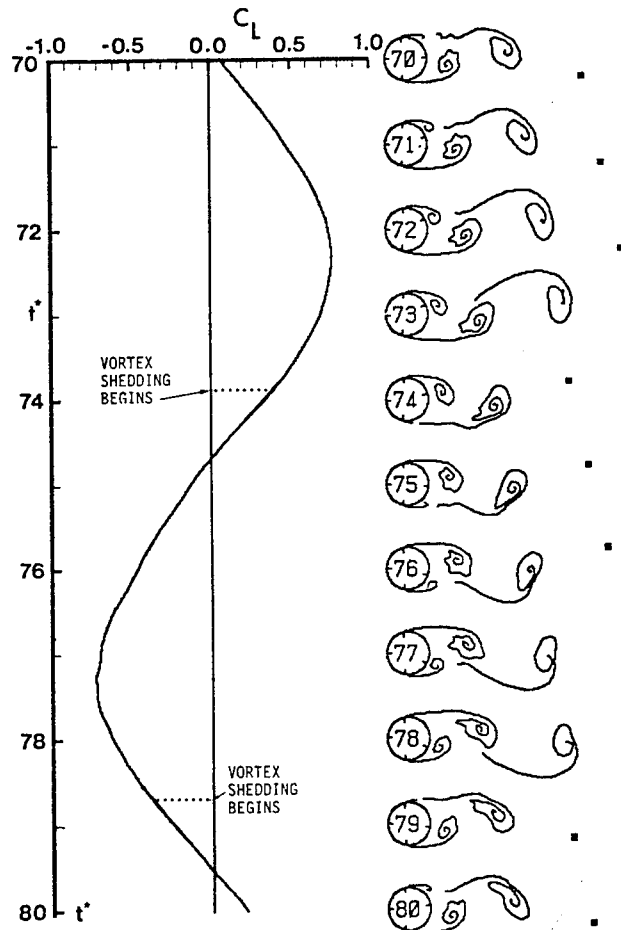 C_L
-1.0 -0.5 0.0 0.5 1.0
70
72
t*
VORTEX
SHEDDING
BEGINS
74
76
78
VORTEX
SHEDDING
BEGINS
80 t*
70
71
72
73
74
75
76
77
78
79
80